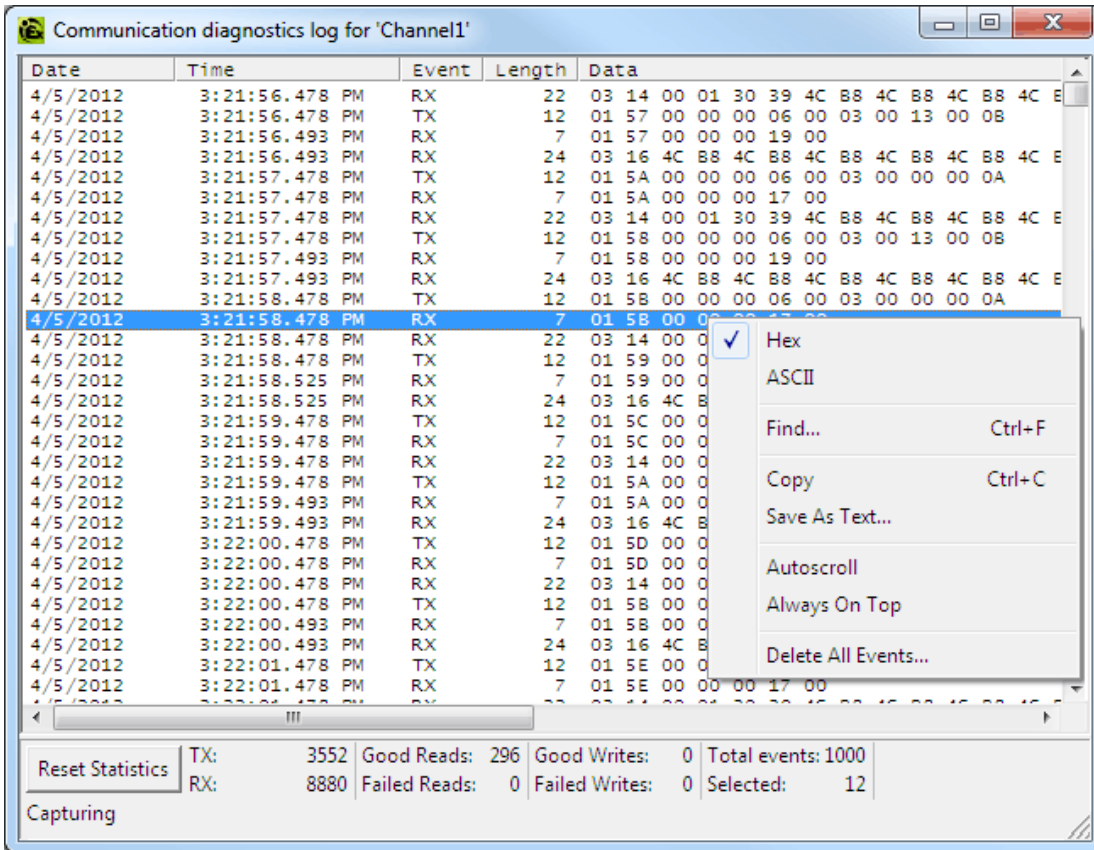 Communication diagnostics log for 'Channel1'
Date Time Event Length Data
4/5/2012 3:21:56.478 PM RX 22 03 14 00 01 30 39 4C B8 4C B8 4C B8 4C
4/5/2012 3:21:56.478 PM TX 12 01 57 00 00 00 06 00 03 00 13 00 0B
4/5/2012 3:21:56.493 PM RX 7 01 57 00 00 00 19 00
4/5/2012 3:21:56.493 PM RX 24 03 16 4C B8 4C B8 4C B8 4C B8 4C B8 4C
4/5/2012 3:21:57.478 PM TX 12 01 5A 00 00 00 06 00 03 00 00 00 0A
4/5/2012 3:21:57.478 PM RX 7 01 5A 00 00 00 17 00
4/5/2012 3:21:57.478 PM RX 22 03 14 00 01 30 39 4C B8 4C B8 4C B8 4C
4/5/2012 3:21:57.478 PM TX 12 01 58 00 00 00 06 00 03 00 13 00 0B
4/5/2012 3:21:57.493 PM RX 7 01 58 00 00 00 19 00
4/5/2012 3:21:57.493 PM RX 24 03 16 4C B8 4C B8 4C B8 4C B8 4C B8 4C
4/5/2012 3:21:58.478 PM TX 12 01 5B 00 00 00 06 00 03 00 00 00 0A
4/5/2012 3:21:58.478 PM RX 7 01 5B 00
4/5/2012 3:21:58.478 PM RX 22 03 14 00
4/5/2012 3:21:58.478 PM TX 12 01 59 00
4/5/2012 3:21:58.525 PM RX 7 01 59 00
4/5/2012 3:21:58.525 PM RX 24 03 16 4C
4/5/2012 3:21:59.478 PM TX 12 01 5C 00
4/5/2012 3:21:59.478 PM RX 7 01 5C 00
4/5/2012 3:21:59.478 PM RX 22 03 14 00
4/5/2012 3:21:59.478 PM TX 12 01 5A 00
4/5/2012 3:21:59.493 PM RX 7 01 5A 00
4/5/2012 3:21:59.493 PM RX 24 03 16 4C
4/5/2012 3:22:00.478 PM TX 12 01 5D 00
4/5/2012 3:22:00.478 PM RX 7 01 5D 00
4/5/2012 3:22:00.478 PM RX 22 03 14 00
4/5/2012 3:22:00.478 PM TX 12 01 5B 00
4/5/2012 3:22:00.493 PM RX 7 01 5B 00
4/5/2012 3:22:00.493 PM RX 24 03 16 4C
4/5/2012 3:22:01.478 PM TX 12 01 5E 00
4/5/2012 3:22:01.478 PM RX 7 01 5E 00 00 00 17 00
Hex
ASCII
Find... Ctrl+F
Copy Ctrl+C
Save As Text...
Autoscroll
Always On Top
Delete All Events...
Reset Statistics
TX: 3552 Good Reads: 296 Good Writes: 0 Total events: 1000
RX: 8880 Failed Reads: 0 Failed Writes: 0 Selected: 12
Capturing